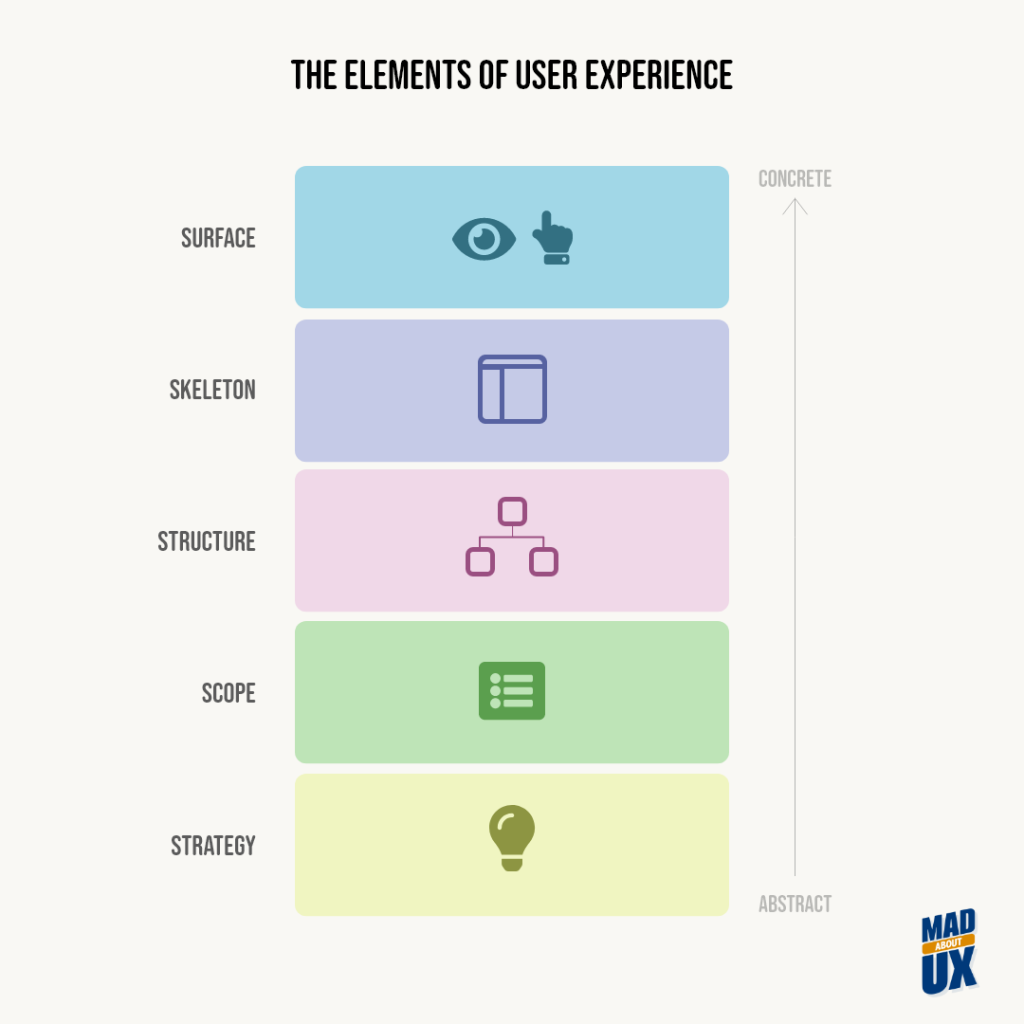 THE ELEMENTS OF USER EXPERIENCE
CONCRETE
SURFACE
SKELETON
STRUCTURE
SCOPE
STRATEGY
ABSTRACT
MAD
ABOUT
UX